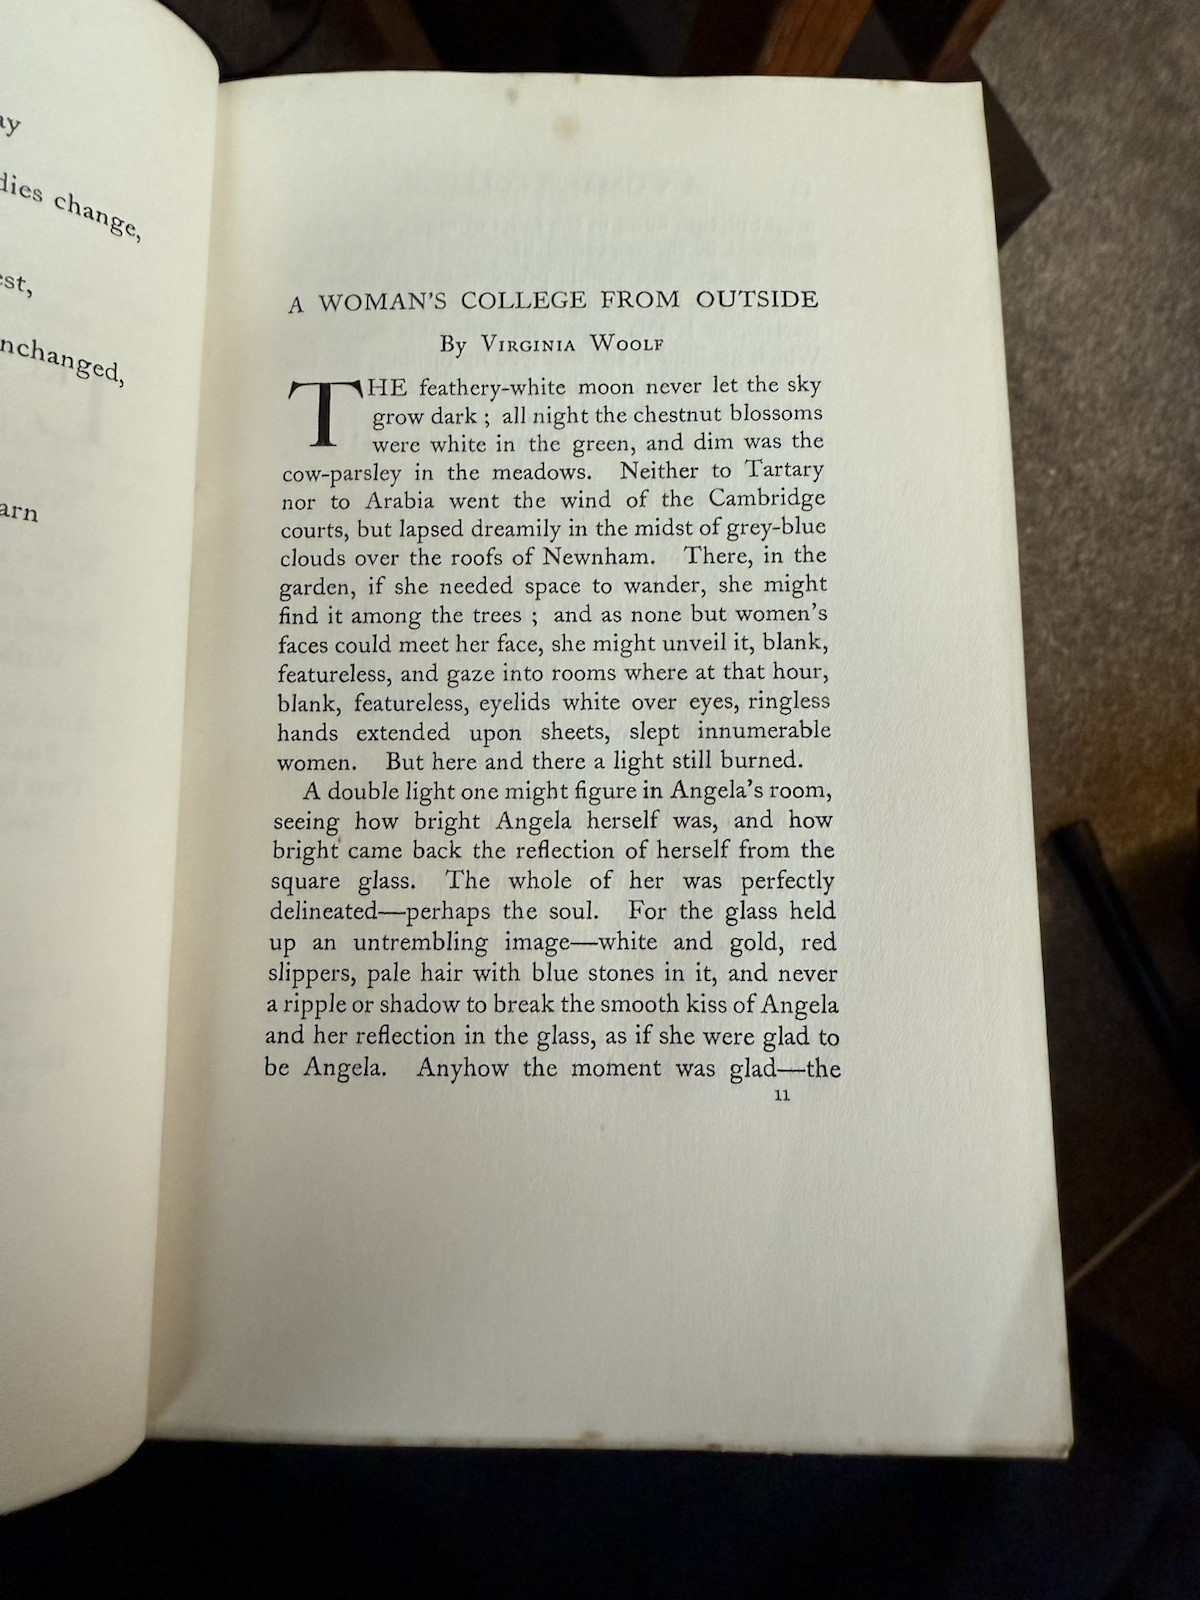 ay
dies change,
est,
nchanged,
arn
A WOMAN'S COLLEGE FROM OUTSIDE
By VIRGINIA WOOLF
THE feathery-white moon never let the sky
grow dark ; all night the chestnut blossoms
were white in the green, and dim was the
cow-parsley in the meadows. Neither to Tartary
nor to Arabia went the wind of the Cambridge
courts, but lapsed dreamily in the midst of grey-blue
clouds over the roofs of Newnham. There, in the
garden, if she needed space to wander, she might
find it among the trees ; and as none but women's
faces could meet her face, she might unveil it, blank,
featureless, and gaze into rooms where at that hour,
blank, featureless, eyelids white over eyes, ringless
hands extended upon sheets, slept innumerable
women. But here and there a light still burned.
A double light one might figure in Angela's room,
seeing how bright Angela herself was, and how
bright came back the reflection of herself from the
square glass. The whole of her was perfectly
delineated—perhaps the soul. For the glass held
up an untrembling image—white and gold, red
slippers, pale hair with blue stones in it, and never
a ripple or shadow to break the smooth kiss of Angela
and her reflection in the glass, as if she were glad to
be Angela. Anyhow the moment was glad—the
11